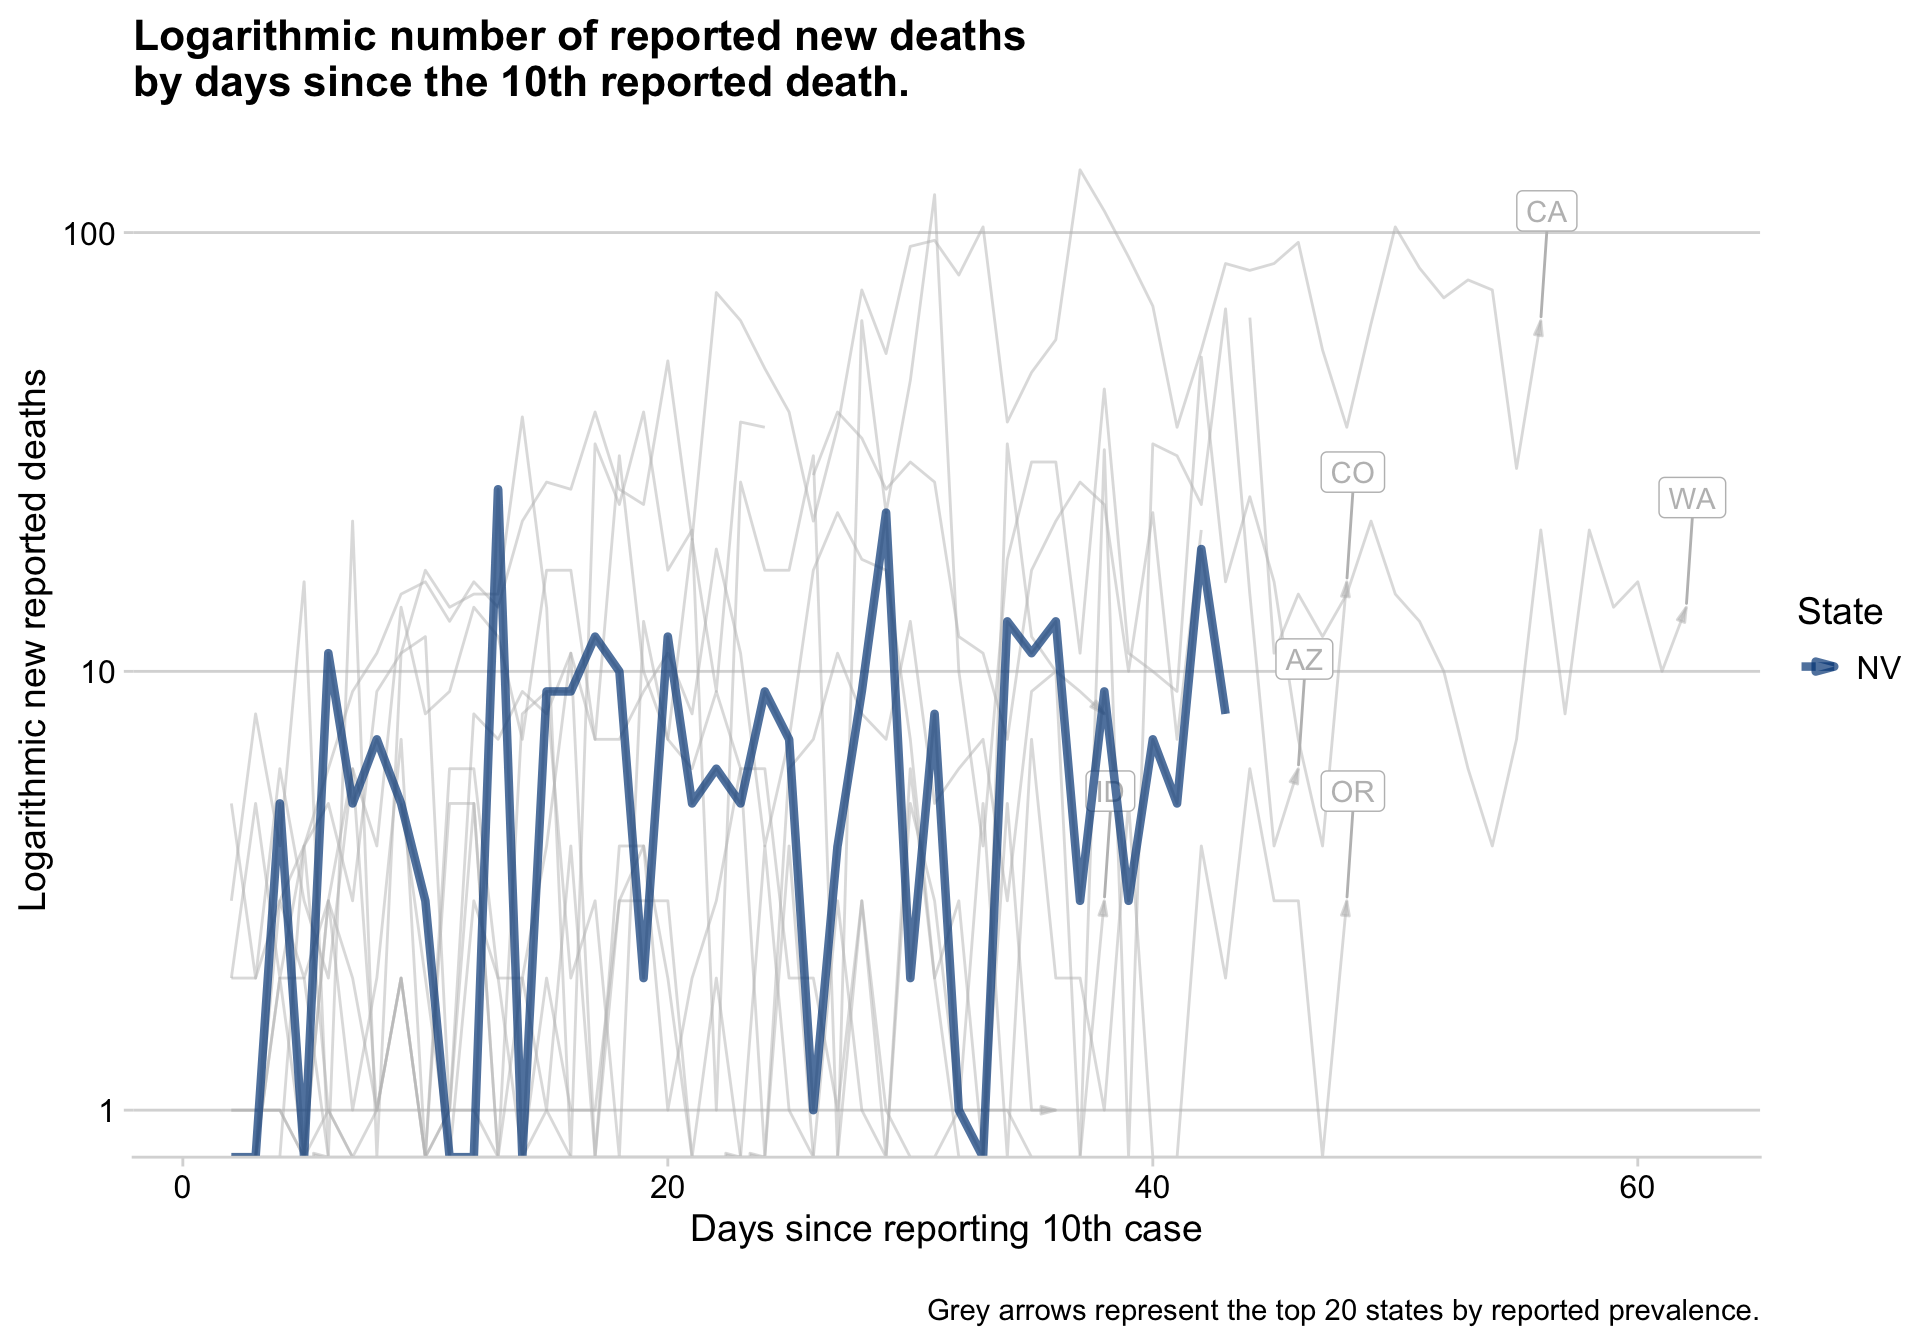 Logarithmic number of reported new deaths
by days since the 10th reported death.
Logarithmic new reported deaths
100
10
1
CA
CO
WA
AZ
ID
OR
State
NV
0 20 40 60
Days since reporting 10th case
Grey arrows represent the top 20 states by reported prevalence.